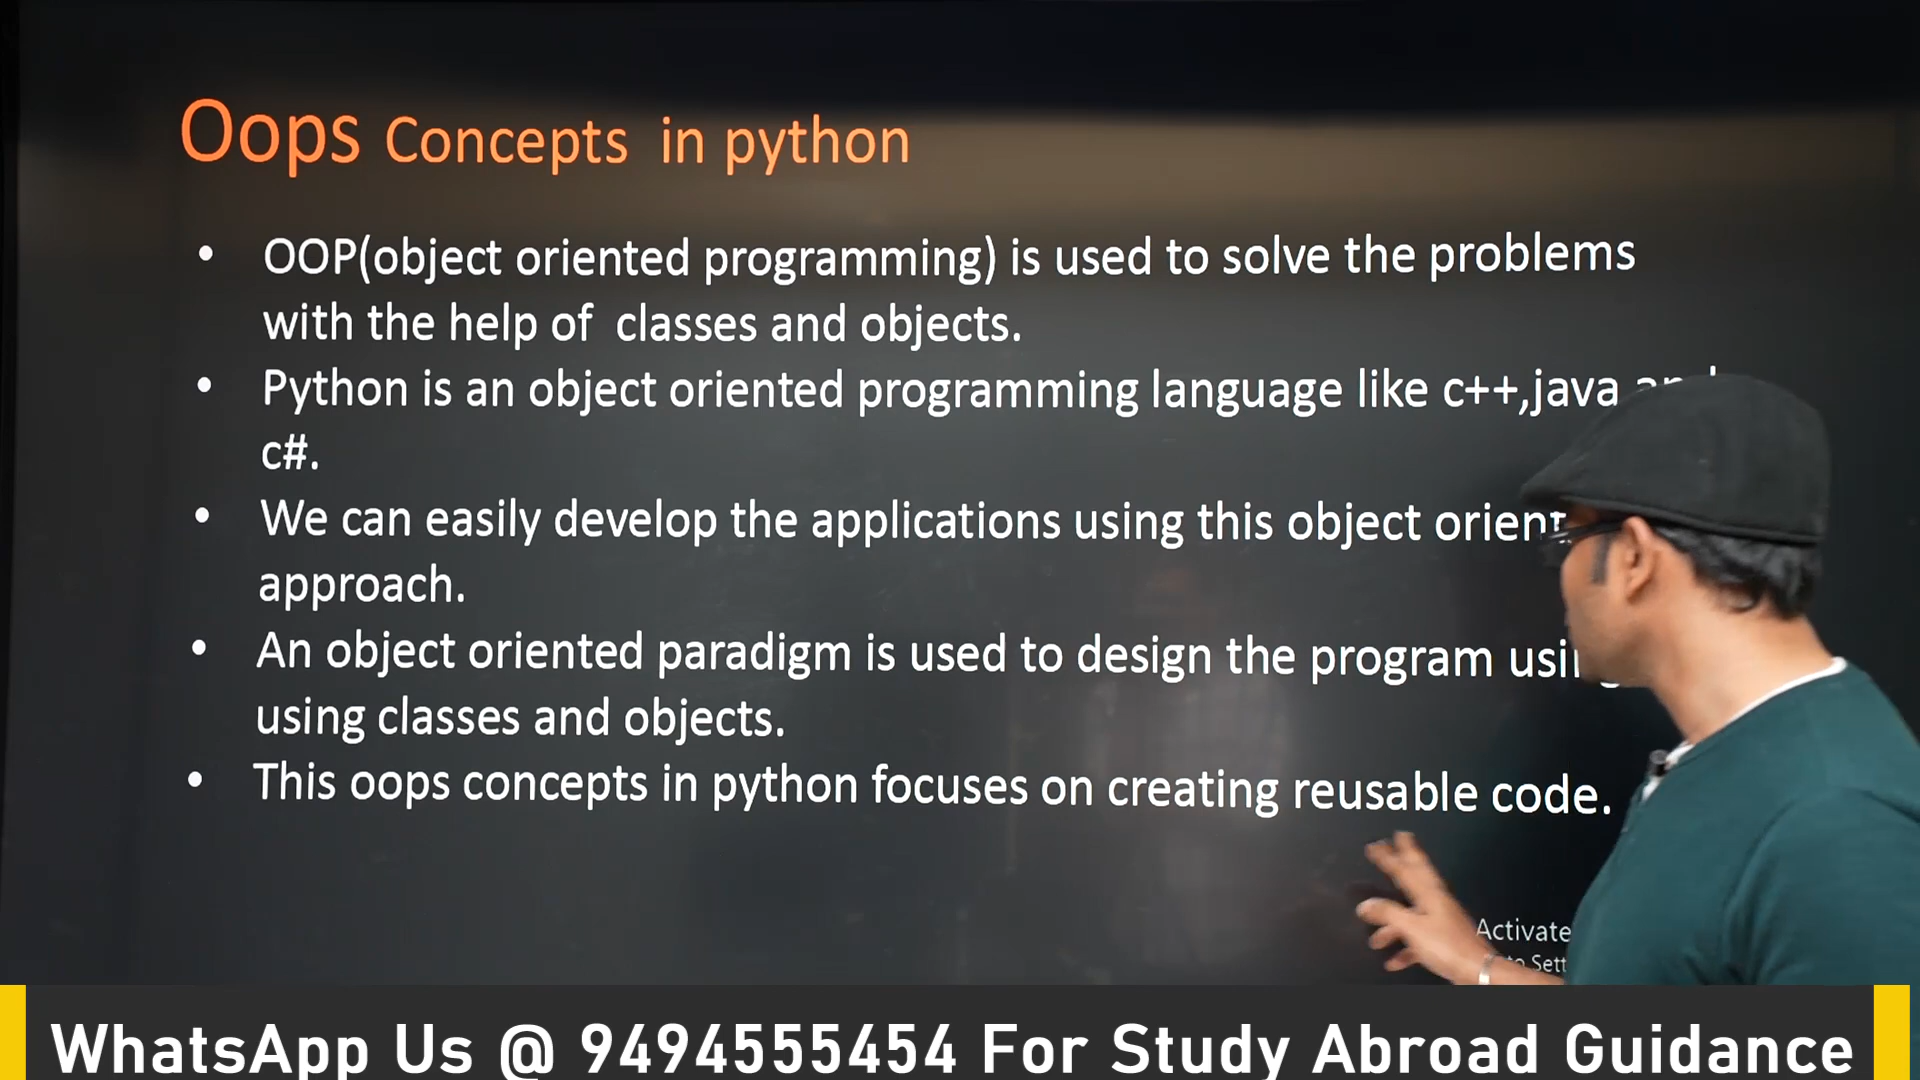 Oops Concepts in python
• OOP(object oriented programming) is used to solve the problems
with the help of classes and objects.
• Python is an object oriented programming language like c++,java
c#.
• We can easily develop the applications using this object
approach.
• An object oriented paradigm is used to design the program
using classes and objects.
• This oops concepts in python focuses on creating reusable code.
Activate
WhatsApp Us @ 9494555454 For Study Abroad Guidance